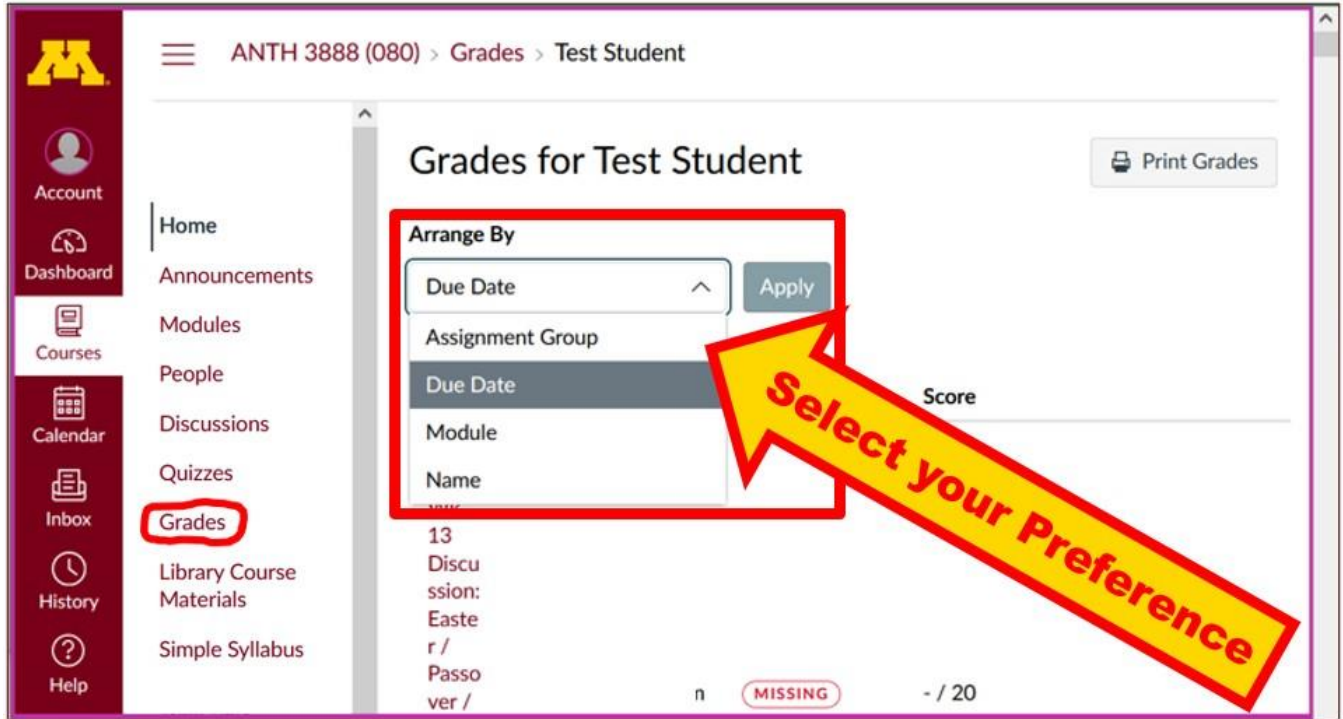 ANTH 3888 (080) > Grades > Test Student
Account
Dashboard
Courses
Calendar
Inbox
History
Help
Home
Announcements
Modules
People
Discussions
Quizzes
Grades
Library Course
Materials
Simple Syllabus
Grades for Test Student
Print Grades
Arrange By
Due Date
Apply
Assignment Group
Due Date
Module
Name
Score
13
Discu
ssion:
Easte
r /
Passo
ver /
n
MISSING
- / 20
Select your Preference